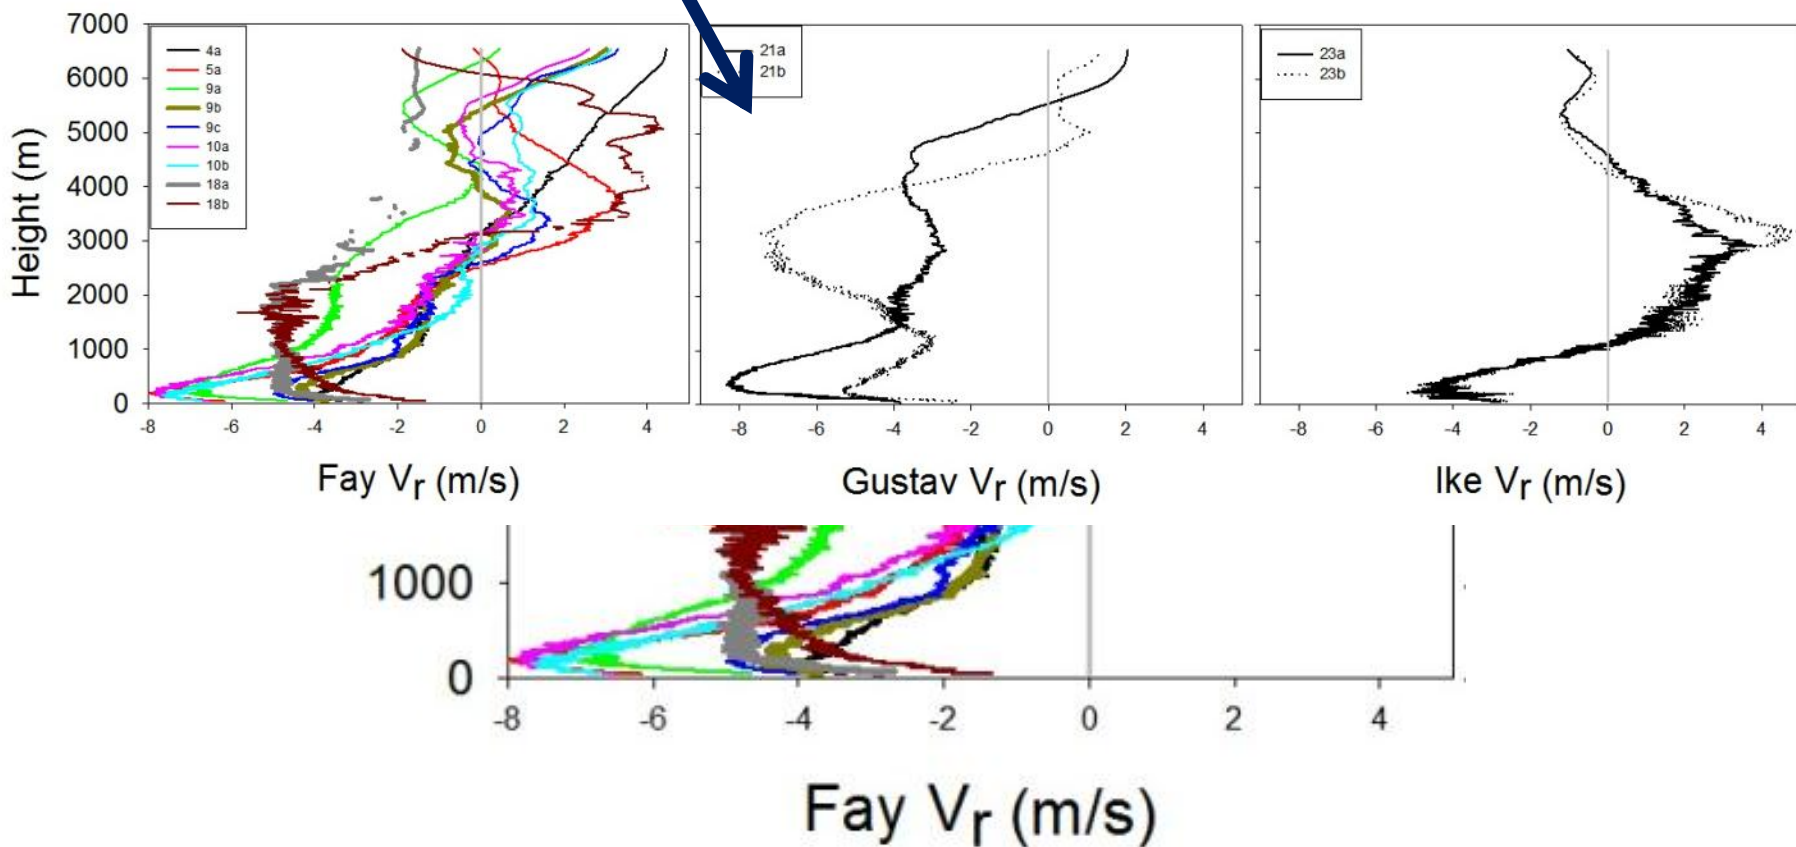 7000
6000
5000
4000
3000
2000
1000
0
Height (m)
4a
5a
9a
9b
9c
10a
10b
18a
18b
-8 -6 -4 -2 0 2 4
Fay Vr (m/s)
21a
21b
-8 -6 -4 -2 0 2 4
Gustav Vr (m/s)
23a
23b
-8 -6 -4 -2 0 2 4
Ike Vr (m/s)
1000
0
-8 -6 -4 -2 0 2 4
Fay Vr (m/s)